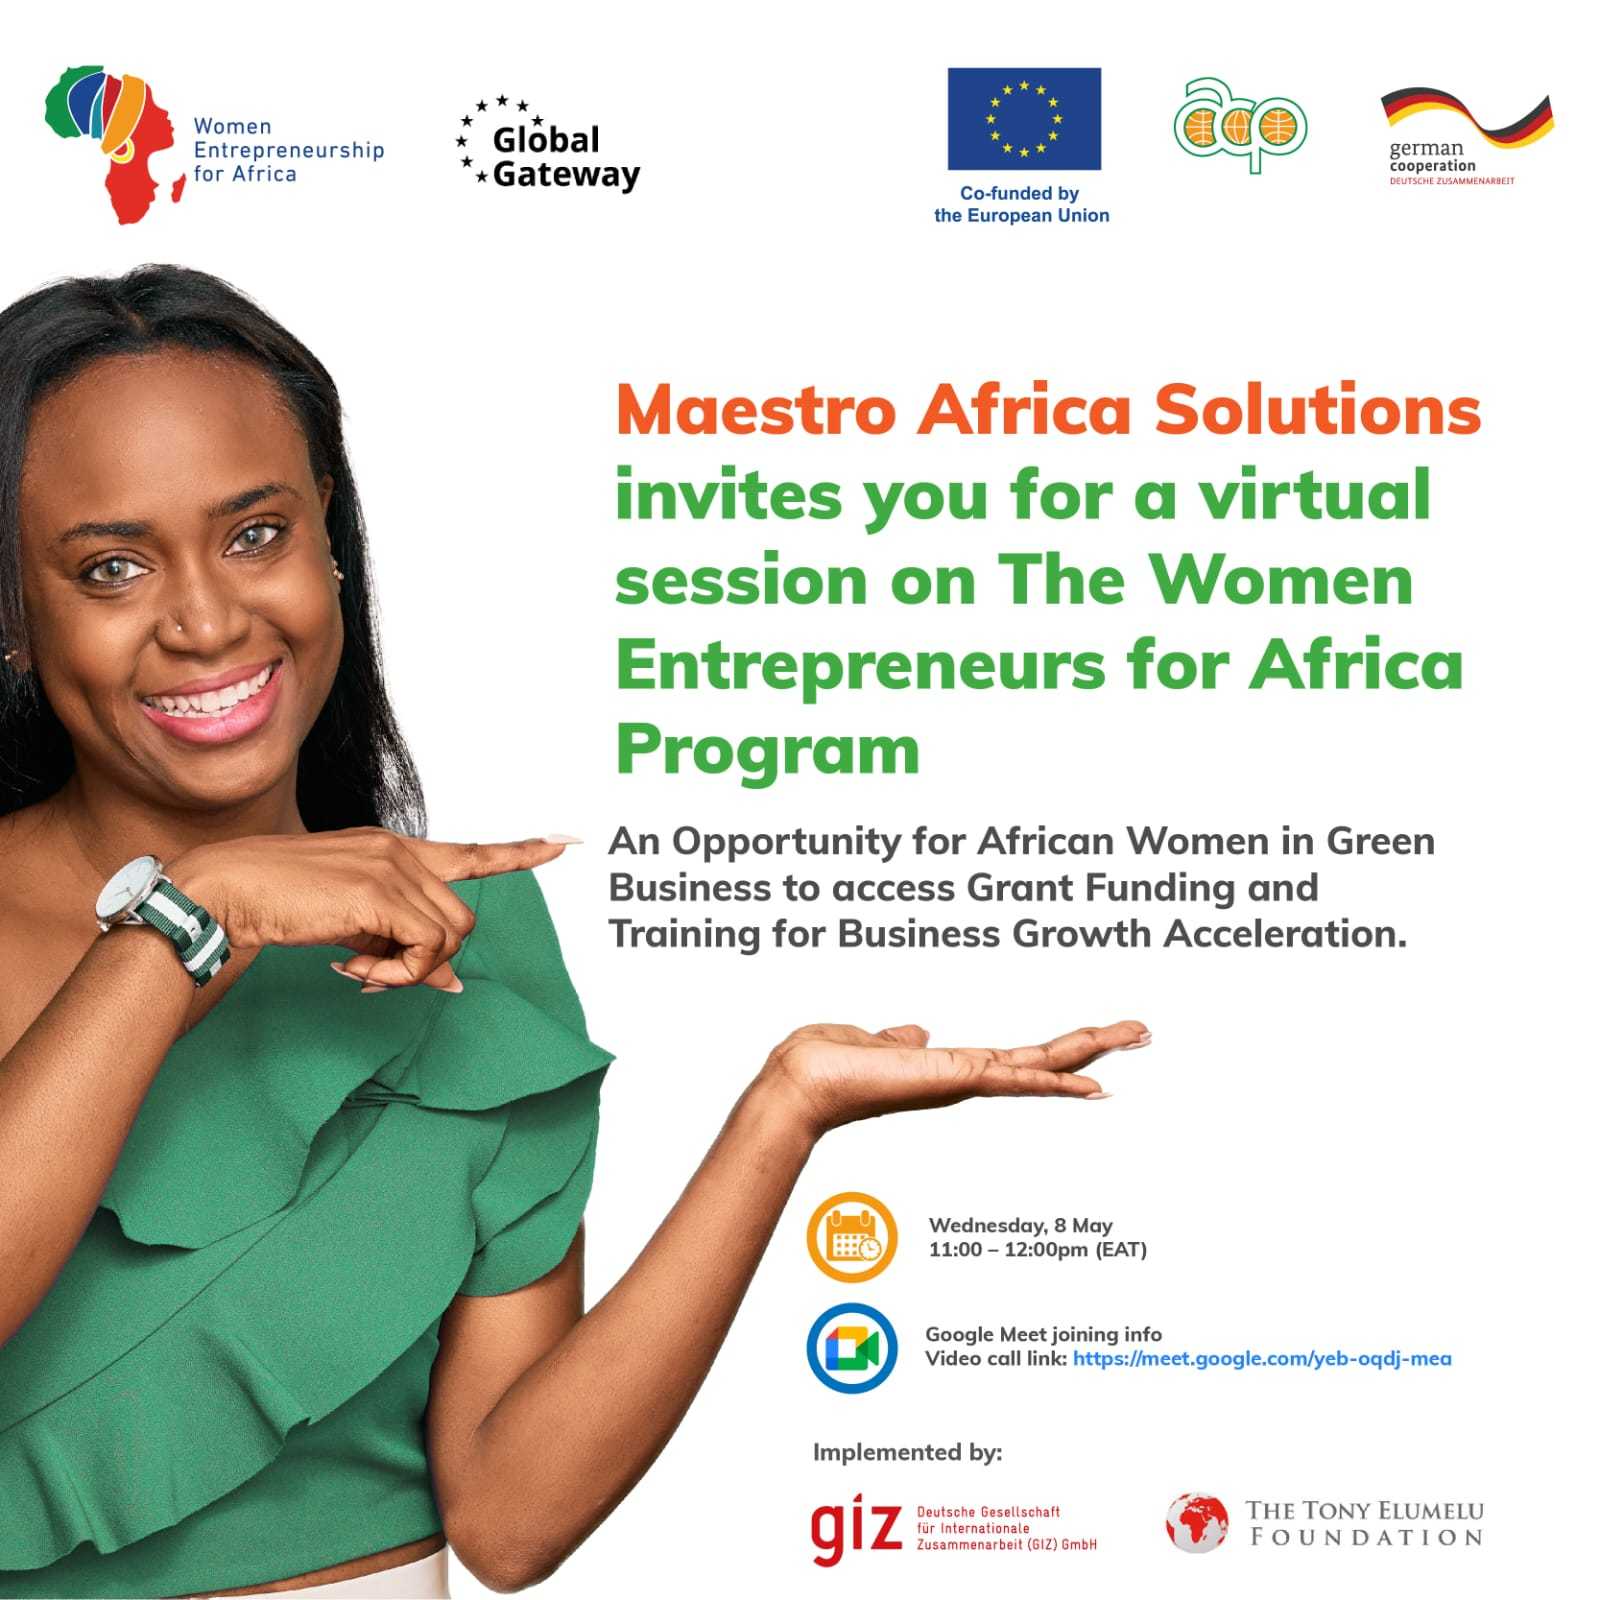 Women
Entrepreneurship
for Africa
Global
Gateway
Co-funded by
the European Union
acp
german
cooperation
DEUTSCHE ZUSAMMENARBEIT
Maestro Africa Solutions
invites you for a virtual
session on The Women
Entrepreneurs for Africa
Program
An Opportunity for African Women in Green
Business to access Grant Funding and
Training for Business Growth Acceleration.
Wednesday, 8 May
11:00 – 12:00pm (EAT)
Google Meet joining info
Video call link: https://meet.google.com/yeb-oqdj-mea
Implemented by:
giz
Deutsche Gesellschaft
für Internationale
Zusammenarbeit (GIZ) GmbH
THE TONY ELUMELU
FOUNDATION